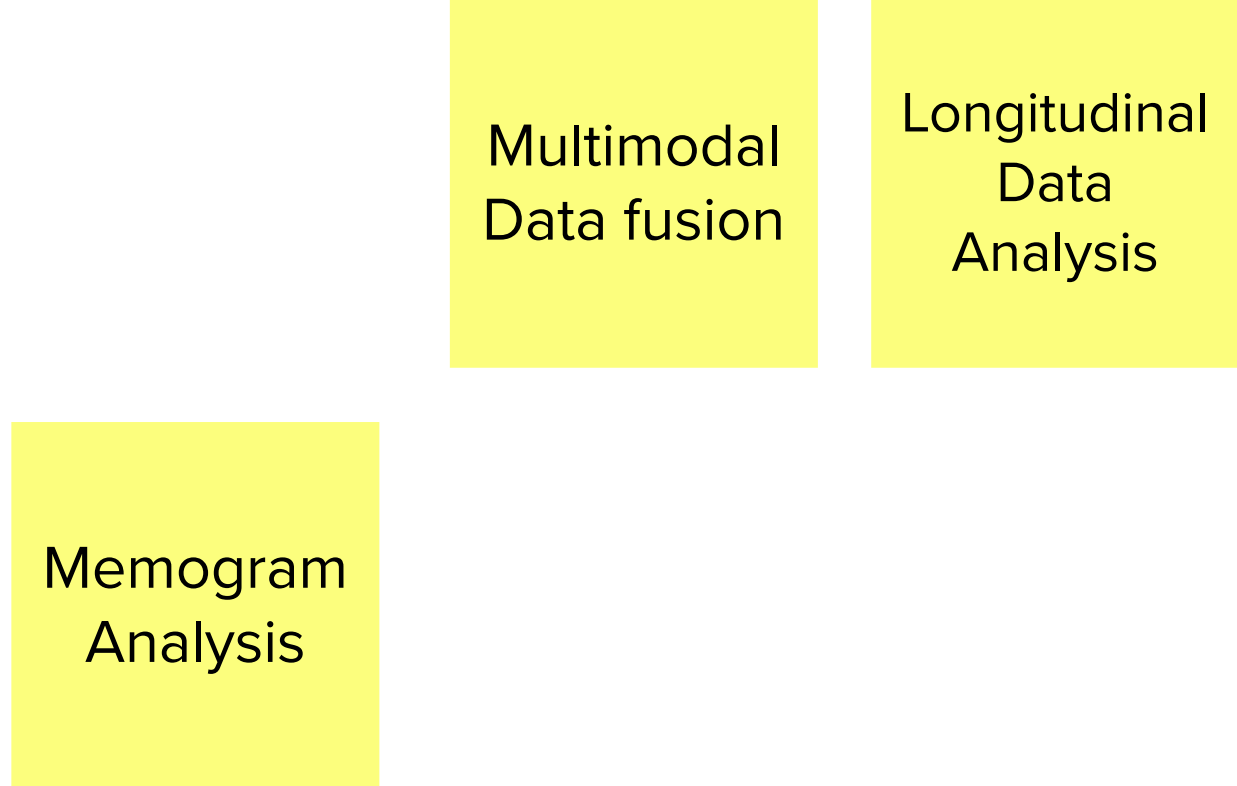 Multimodal
Data fusion
Longitudinal
Data
Analysis
Memogram
Analysis